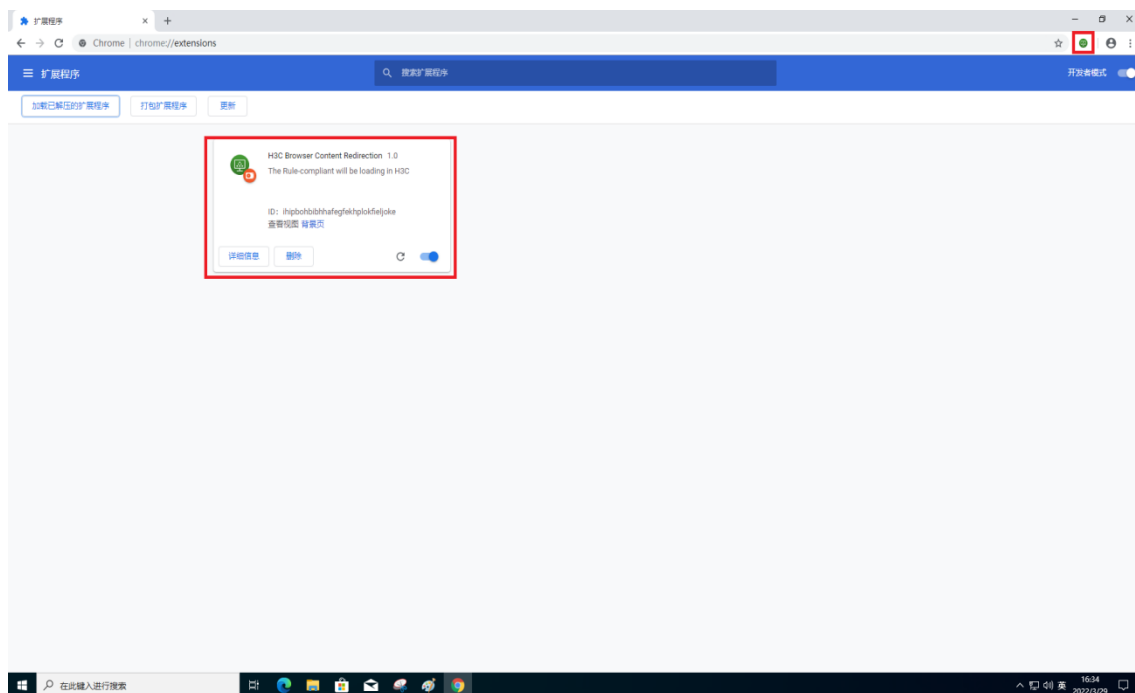 扩展程序
Chrome | chrome://extensions
扩展程序
搜索扩展程序
开发者模式
加载已解压的扩展程序
打包扩展程序
更新
H3C Browser Content Redirection 1.0
The Rule-compliant will be loading in H3C
ID: ihipbohbibhhafegfekhplokfieljoke
查看视图 背景页
详细信息
删除
在此键入进行搜索
英
16:34
2022/3/29